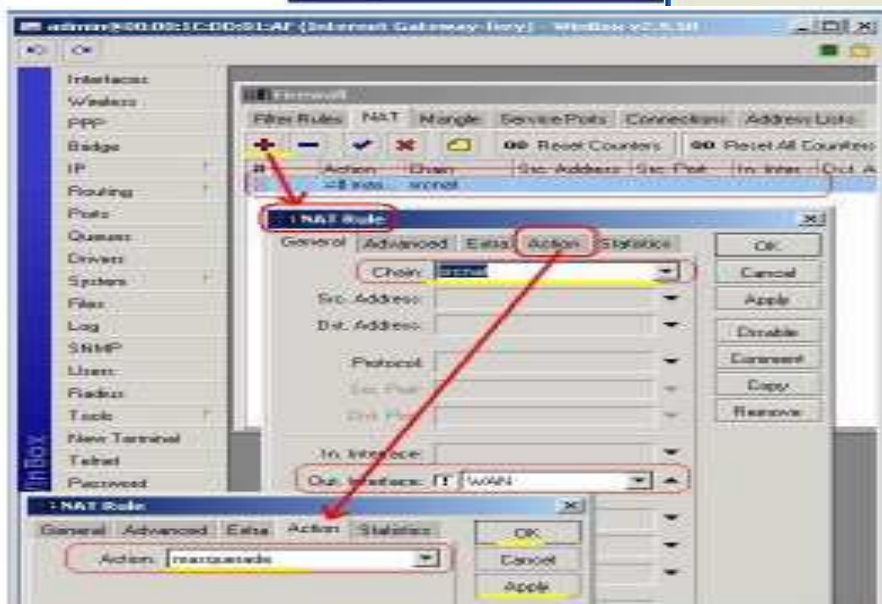 Interfaces
Wireless
PPP
Bridge
IP
Routing
Ports
Queues
Drivers
System
Files
Log
SNMP
Users
Radius
Tools
New Terminal
Telnet
Password
Firewall
Filter Rules NAT Mangle Service Ports Connections Address Lists
00 Reset Counters 00 Reset All Counters
# Action Chain Src. Address Src. Port In. Inter... Out.
srcnat
NAT Rule
General Advanced Extra Action Statistics
Chain: srcnat
Src. Address:
Dst. Address:
Protocol:
Src. Port:
Dst. Port:
In. Interface:
Out. Interface: WAN
OK
Cancel
Apply
Disable
Comment
Copy
Remove
NAT Rule
General Advanced Extra Action Statistics
Action: masquerade
OK
Cancel
Apply